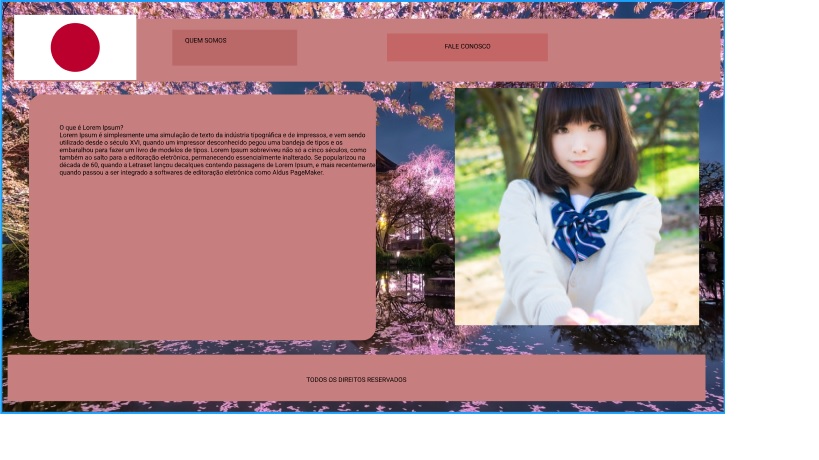 QUEM SOMOS
FALE CONOSCO
O que é Lorem Ipsum?
Lorem Ipsum é simplesmente uma simulação de texto da indústria tipográfica e de impressos, e vem sendo
utilizado desde o século XVI, quando um impressor desconhecido pegou uma bandeja de tipos e os
embaralhou para fazer um livro de modelos de tipos. Lorem Ipsum sobreviveu não só a cinco séculos, como
também ao salto para a editoração eletrônica, permanecendo essencialmente inalterado. Se popularizou na
década de 60, quando a Letraset lançou decalques contendo passagens de Lorem Ipsum, e mais recentemente
quando passou a ser integrado a softwares de editoração eletrônica como Aldus PageMaker.
TODOS OS DIREITOS RESERVADOS